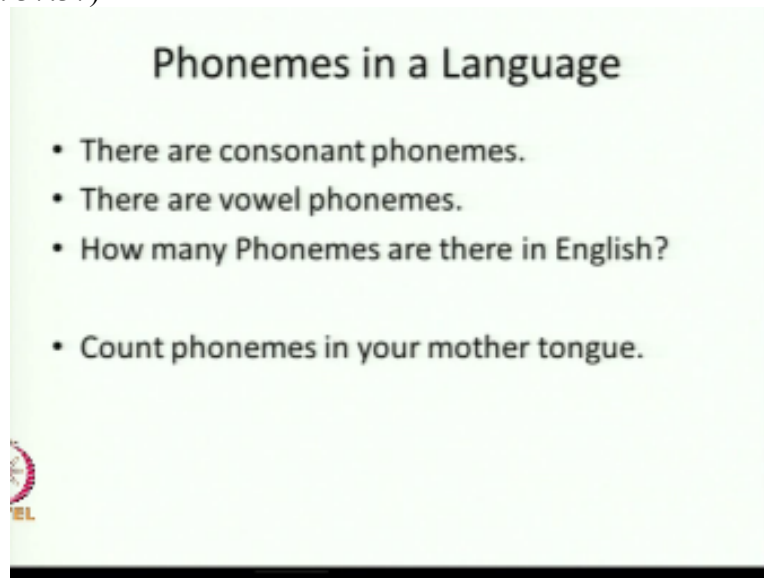 Phonemes in a Language
• There are consonant phonemes.
• There are vowel phonemes.
• How many Phonemes are there in English?
• Count phonemes in your mother tongue.